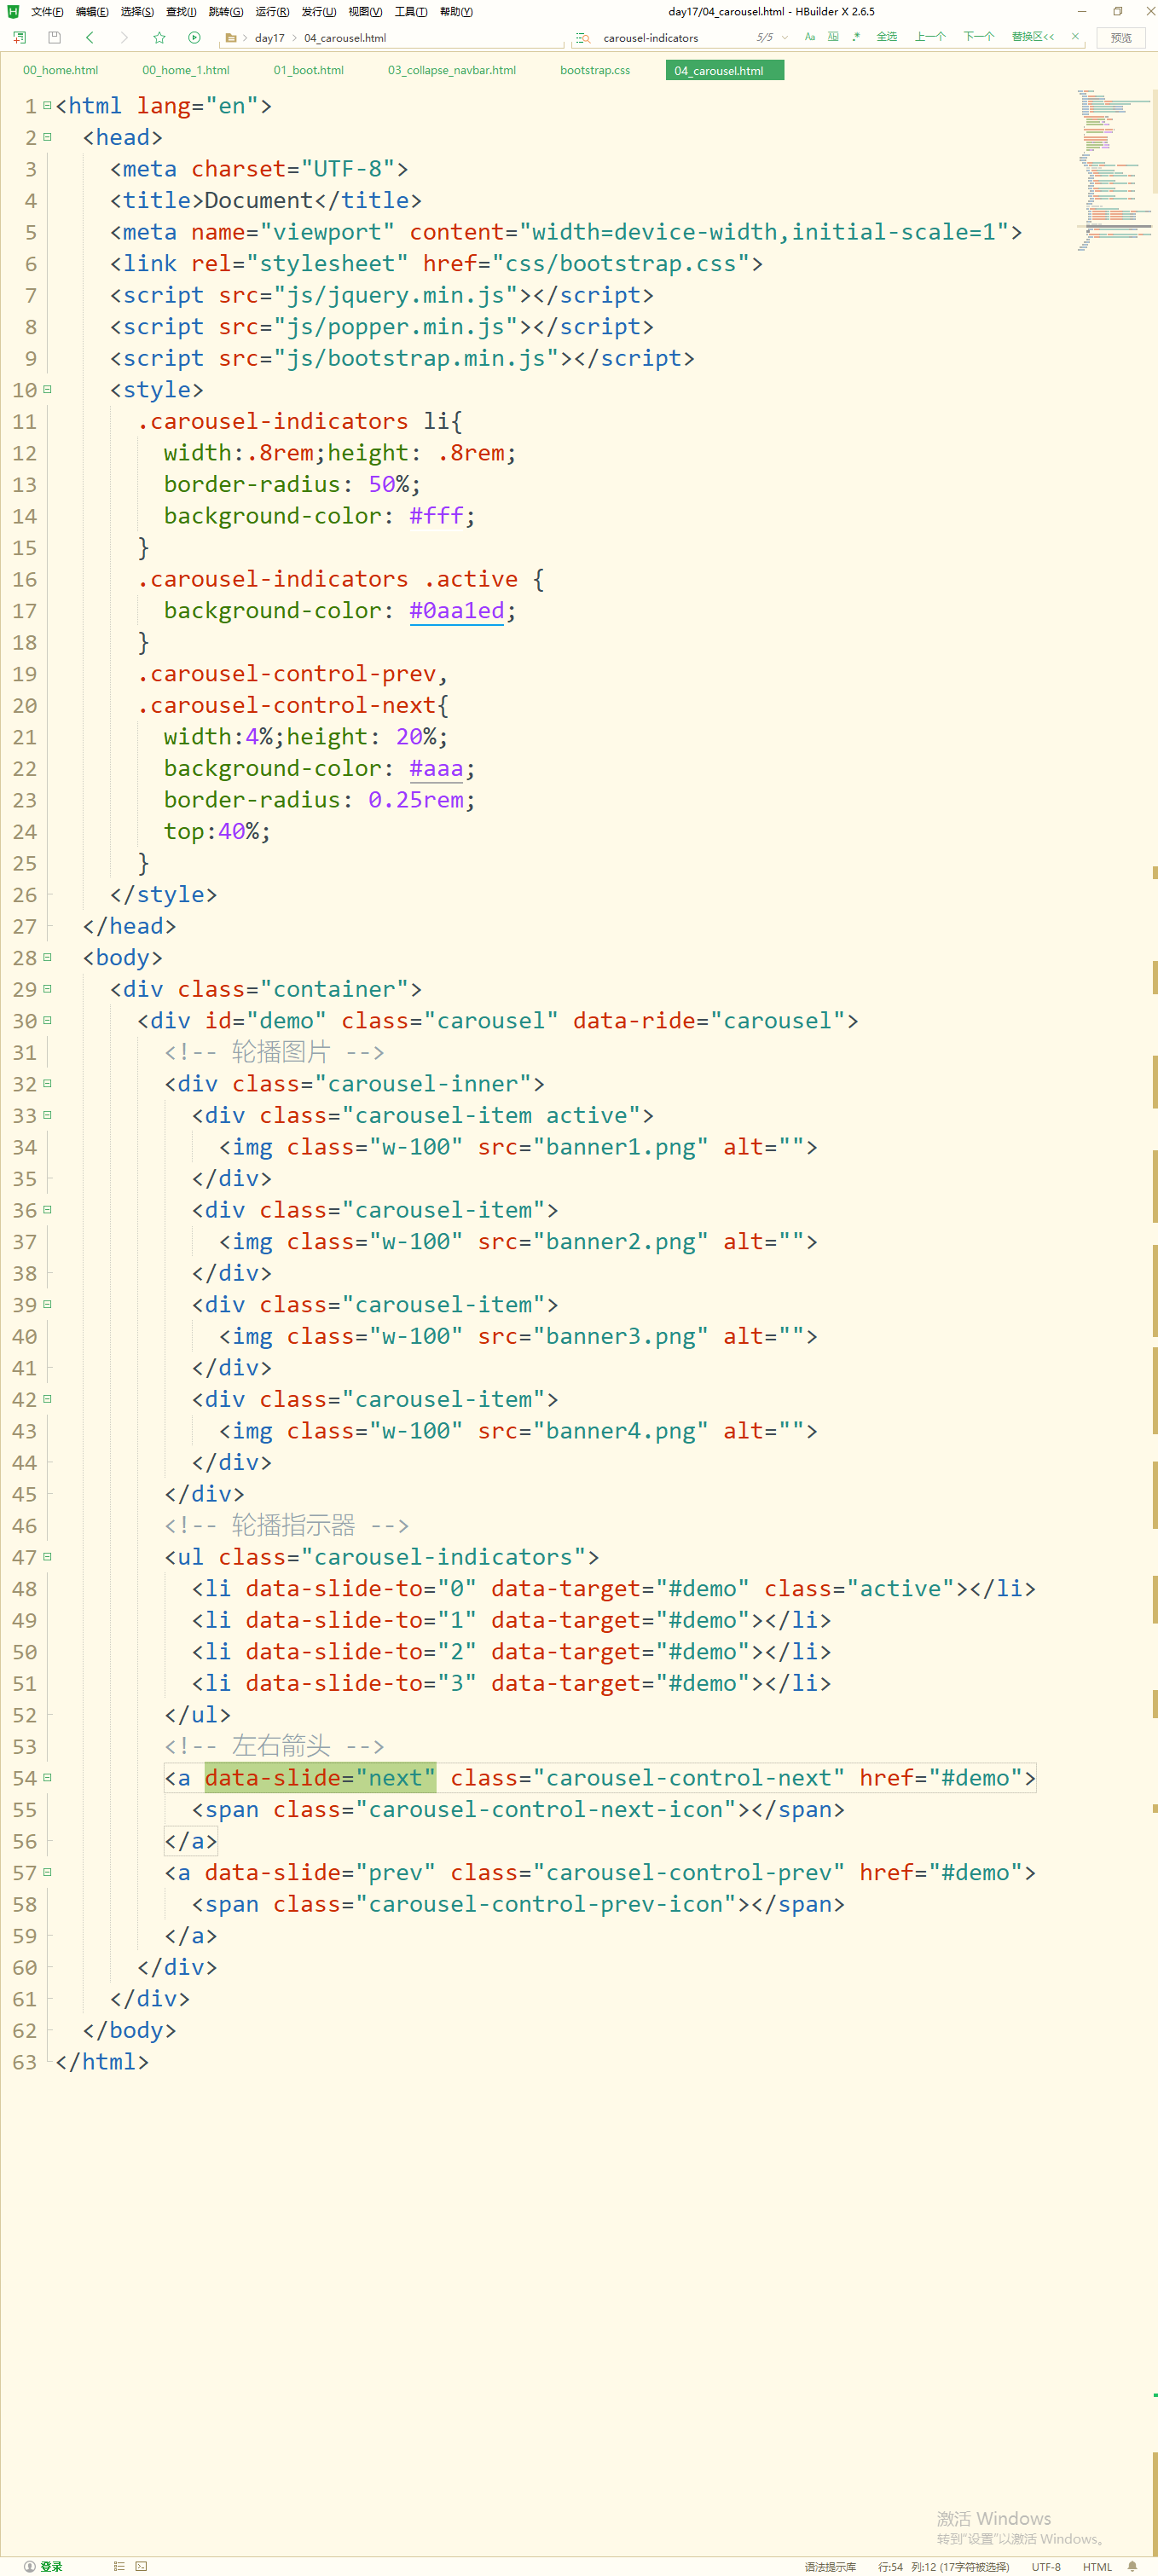 文件(F) 编辑(E) 选择(S) 查找(I) 跳转(G) 运行(R) 发行(U) 视图(V) 工具(T) 帮助(Y) day17/04_carousel.html - HBuilder X 2.6.5
day17 04_carousel.html carousel-indicators 5/5 Aa .* 全选 上一个 下一个 替换区<< 预览
00_home.html 00_home_1.html 01_boot.html 03_collapse_navbar.html bootstrap.css 04_carousel.html
1 <html lang="en">
2 <head>
3 <meta charset="UTF-8">
4 <title>Document</title>
5 <meta name="viewport" content="width=device-width,initial-scale=1">
6 <link rel="stylesheet" href="css/bootstrap.css">
7 <script src="js/jquery.min.js"></script>
8 <script src="js/popper.min.js"></script>
9 <script src="js/bootstrap.min.js"></script>
10 <style>
11 .carousel-indicators li{
12 width:.8rem;height: .8rem;
13 border-radius: 50%;
14 background-color: #fff;
15 }
16 .carousel-indicators .active {
17 background-color: #0aa1ed;
18 }
19 .carousel-control-prev,
20 .carousel-control-next{
21 width:4%;height: 20%;
22 background-color: #aaa;
23 border-radius: 0.25rem;
24 top:40%;
25 }
26 </style>
27 </head>
28 <body>
29 <div class="container">
30 <div id="demo" class="carousel" data-ride="carousel">
31 <!-- 轮播图片 -->
32 <div class="carousel-inner">
33 <div class="carousel-item active">
34 <img class="w-100" src="banner1.png" alt="">
35 </div>
36 <div class="carousel-item">
37 <img class="w-100" src="banner2.png" alt="">
38 </div>
39 <div class="carousel-item">
40 <img class="w-100" src="banner3.png" alt="">
41 </div>
42 <div class="carousel-item">
43 <img class="w-100" src="banner4.png" alt="">
44 </div>
45 </div>
46 <!-- 轮播指示器 -->
47 <ul class="carousel-indicators">
48 <li data-slide-to="0" data-target="#demo" class="active"></li>
49 <li data-slide-to="1" data-target="#demo"></li>
50 <li data-slide-to="2" data-target="#demo"></li>
51 <li data-slide-to="3" data-target="#demo"></li>
52 </ul>
53 <!-- 左右箭头 -->
54 <a data-slide="next" class="carousel-control-next" href="#demo">
55 <span class="carousel-control-next-icon"></span>
56 </a>
57 <a data-slide="prev" class="carousel-control-prev" href="#demo">
58 <span class="carousel-control-prev-icon"></span>
59 </a>
60 </div>
61 </div>
62 </body>
63 </html>
激活 Windows
转到"设置"以激活 Windows。
登录 语法提示库 行:54 列:12 (17字符被选择) UTF-8 HTML